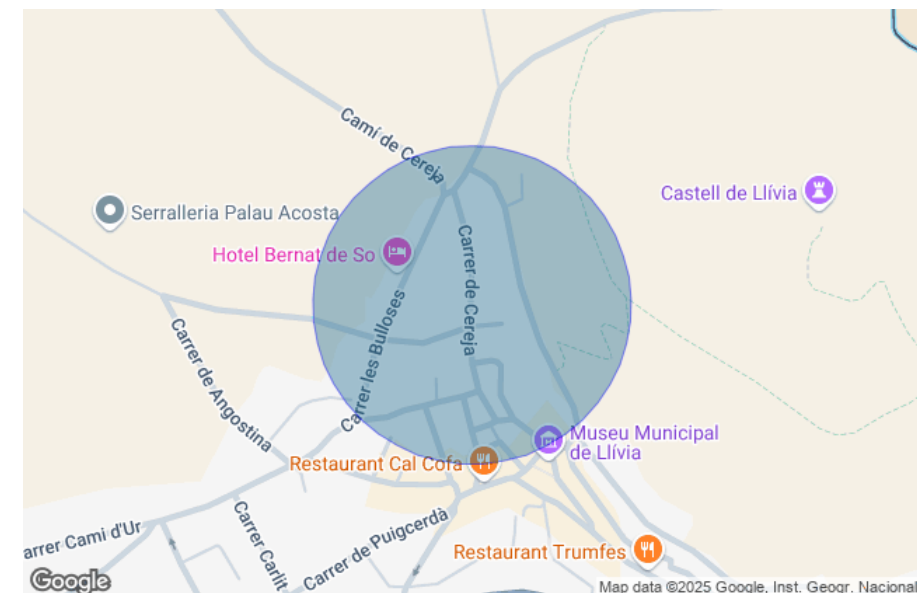 Camí de Cereja
Castell de Llívia
Serralleria Palau Acosta
Hotel Bernat de So
Carrer de Cereja
Carrer les Bulloses
Carrer de Angostina
Museu Municipal
de Llívia
Restaurant Cal Cofa
Carrer de Puigcerdà
arrer Cami d'Ur
Carrer Carlit
Restaurant Trumfes
Google
Map data ©2025 Google, Inst. Geogr. Nacional